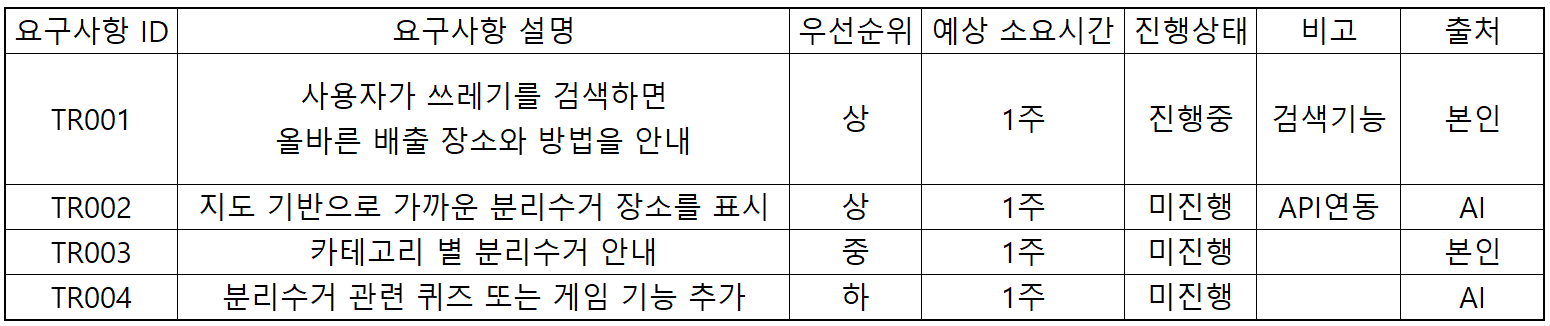 요구사항 ID 요구사항 설명 우선순위 예상 소요시간 진행상태 비고 출처
사용자가 쓰레기를 검색하면
TR001 올바른 배출 장소와 방법을 안내 상 1주 진행중 검색기능 본인
TR002 지도 기반으로 가까운 분리수거 장소를 표시 상 1주 미진행 API연동 AI
TR003 카테고리 별 분리수거 안내 중 1주 미진행 본인
TR004 분리수거 관련 퀴즈 또는 게임 기능 추가 하 1주 미진행 AI